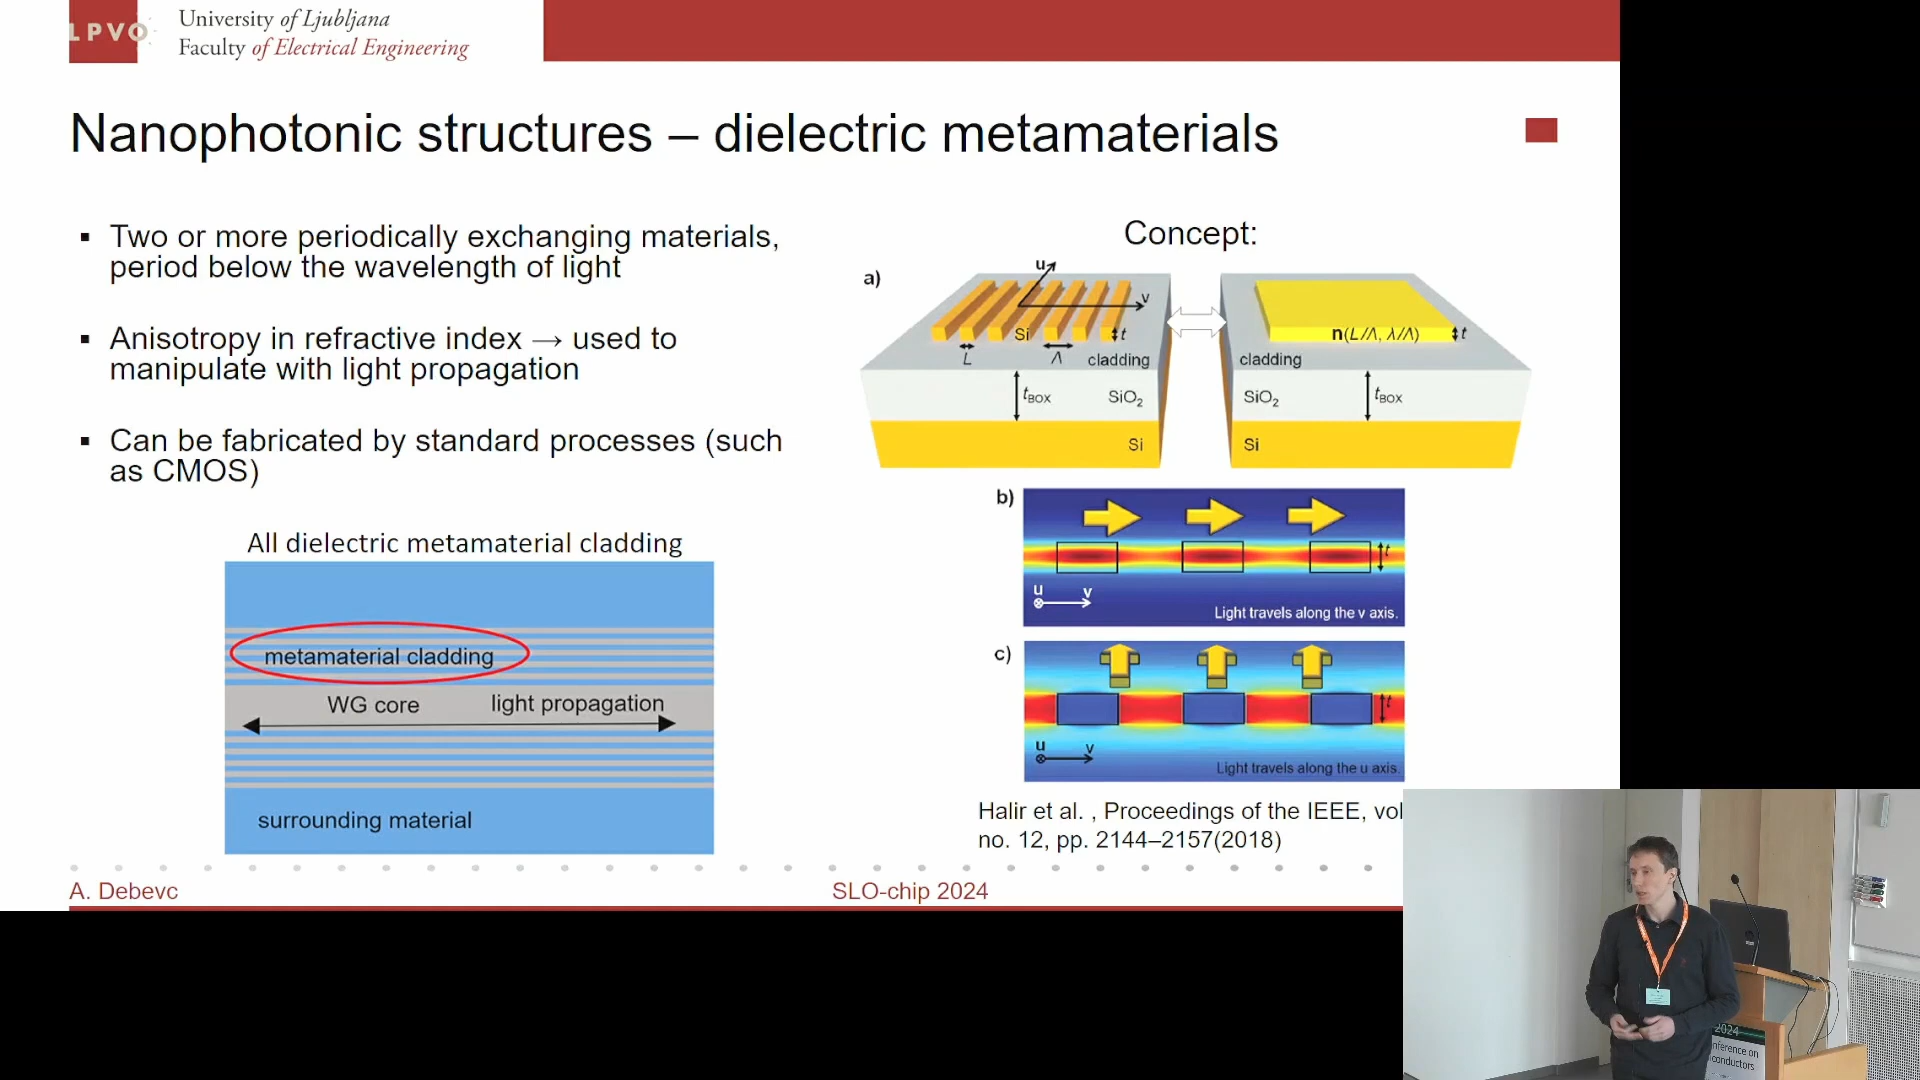 LPVO
University of Ljubljana
Faculty of Electrical Engineering
Nanophotonic structures – dielectric metamaterials
▪ Two or more periodically exchanging materials,
period below the wavelength of light
▪ Anisotropy in refractive index → used to
manipulate with light propagation
▪ Can be fabricated by standard processes (such
as CMOS)
All dielectric metamaterial cladding
metamaterial cladding
WG core light propagation
surrounding material
Concept:
a)
u
v
Si t
L Λ cladding
t_BOX SiO₂
Si
n(L/Λ, λ/Λ) t
cladding
SiO₂ t_BOX
Si
b)
t
u v
Light travels along the v axis.
c)
t
u v
Light travels along the u axis.
Halir et al. , Proceedings of the IEEE, vol
no. 12, pp. 2144–2157(2018)
A. Debevc SLO-chip 2024
2024
nference on
conductors